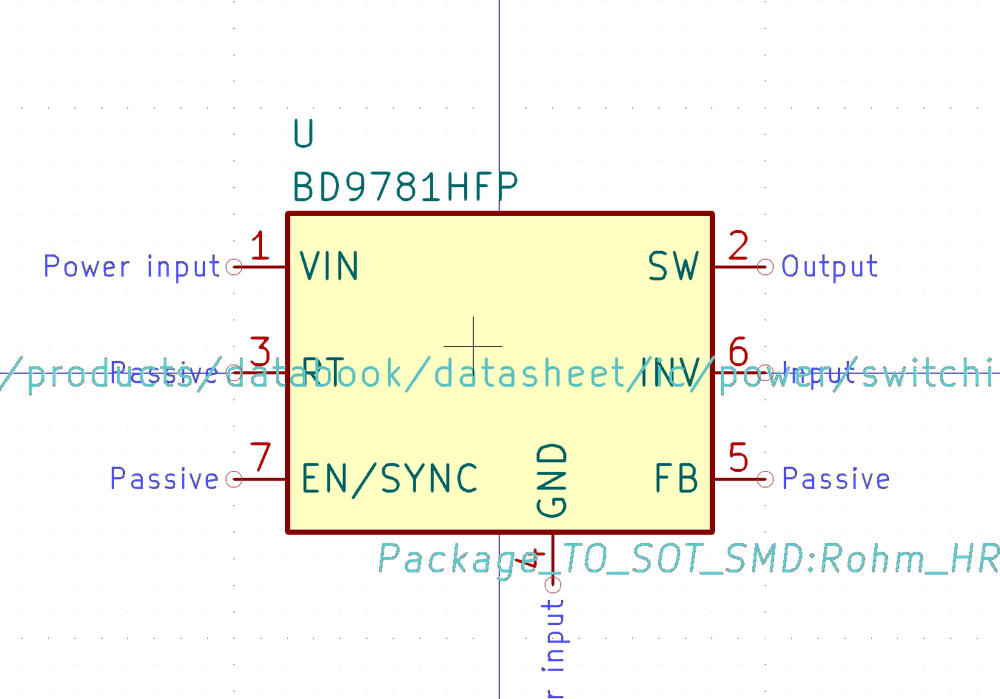 U
BD9781HFP
Power input 1 VIN SW 2 Output
Passive 3 RT INV 6 Input
/products/databook/datasheet/ic/power/switchi
Passive 7 EN/SYNC GND FB 5 Passive
4
Package_TO_SOT_SMD:Rohm_HR
r input